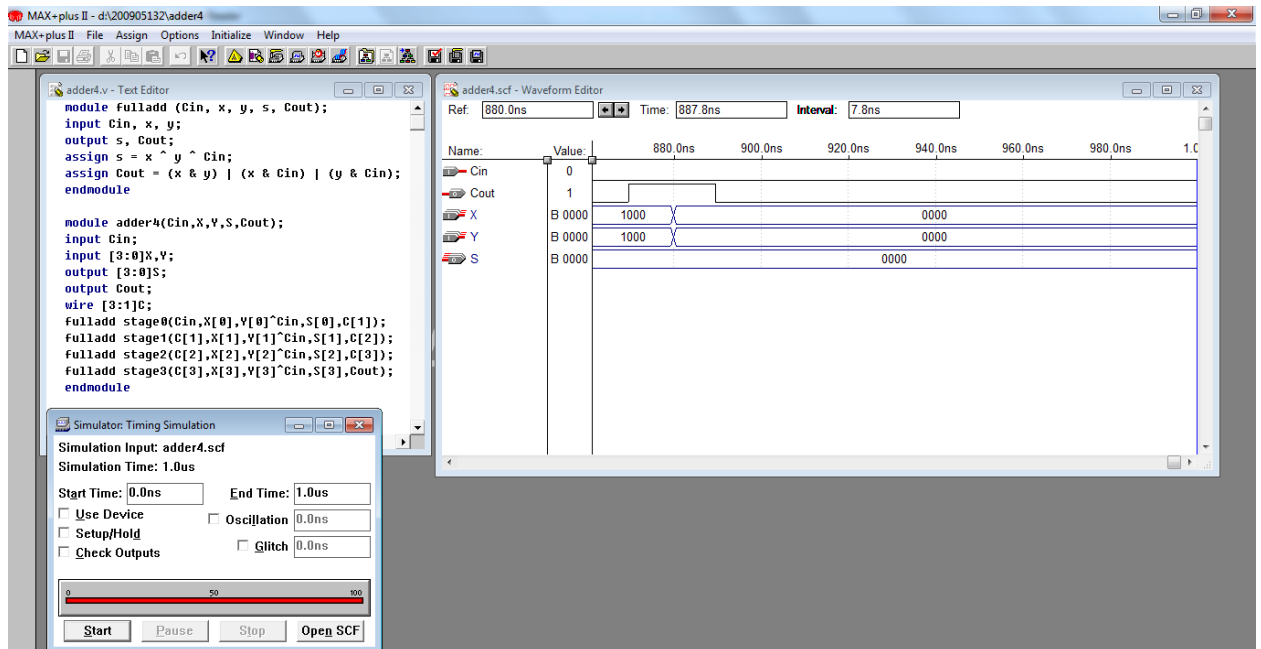 MAX+plus II - d:\200905132\adder4
MAX+plus II File Assign Options Initialize Window Help
adder4.v - Text Editor
module fulladd (Cin, x, y, s, Cout);
input Cin, x, y;
output s, Cout;
assign s = x ^ y ^ Cin;
assign Cout = (x & y) | (x & Cin) | (y & Cin);
endmodule
module adder4(Cin,X,Y,S,Cout);
input Cin;
input [3:0]X,Y;
output [3:0]S;
output Cout;
wire [3:1]C;
fulladd stage0(Cin,X[0],Y[0]^Cin,S[0],C[1]);
fulladd stage1(C[1],X[1],Y[1]^Cin,S[1],C[2]);
fulladd stage2(C[2],X[2],Y[2]^Cin,S[2],C[3]);
fulladd stage3(C[3],X[3],Y[3]^Cin,S[3],Cout);
endmodule
adder4.scf - Waveform Editor
Ref: 880.0ns Time: 887.8ns Interval: 7.8ns
Name: Value: 880.0ns 900.0ns 920.0ns 940.0ns 960.0ns 980.0ns 1.0
Cin 0
Cout 1
X B 0000 1000 0000
Y B 0000 1000 0000
S B 0000 0000
Simulator: Timing Simulation
Simulation Input: adder4.scf
Simulation Time: 1.0us
Start Time: 0.0ns End Time: 1.0us
Use Device
Oscillation 0.0ns
Setup/Hold
Glitch 0.0ns
Check Outputs
0 50 100
Start Pause Stop Open SCF